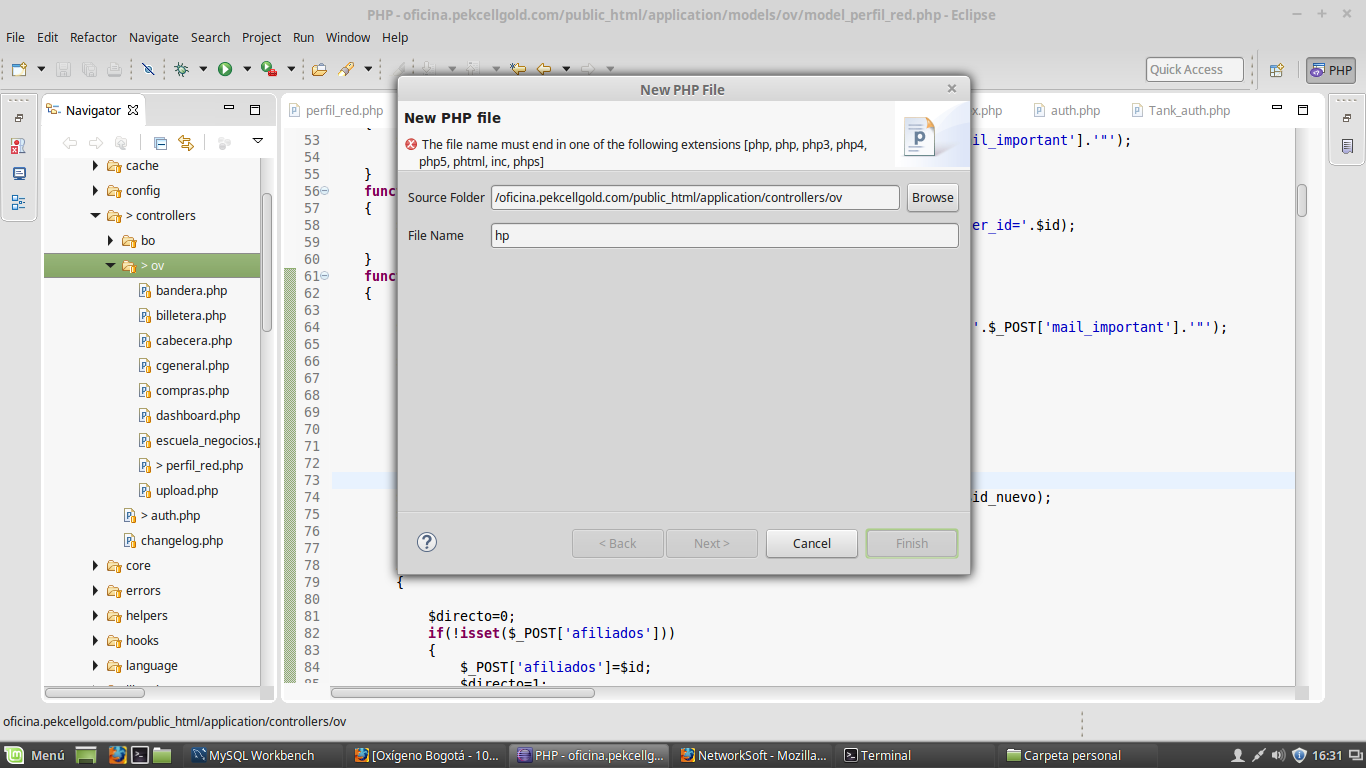 PHP - oficina.pekcellgold.com/public_html/application/models/ov/model_perfil_red.php - Eclipse
File Edit Refactor Navigate Search Project Run Window Help
Quick Access
PHP
Navigator
cache
config
> controllers
bo
> ov
bandera.php
billetera.php
cabecera.php
cgeneral.php
compras.php
dashboard.php
escuela_negocios.p
> perfil_red.php
upload.php
> auth.php
changelog.php
core
errors
helpers
hooks
language
perfil_red.php
x.php
auth.php
Tank_auth.php
New PHP File
New PHP file
The file name must end in one of the following extensions [php, php, php3, php4,
php5, phtml, inc, phps]
Source Folder /oficina.pekcellgold.com/public_html/application/controllers/ov Browse
File Name hp
< Back Next > Cancel Finish
53 il_important'].'"');
54
55 }
56 func
57 {
58 er_id='.$id);
59
60 }
61 func
62 {
63
64 '.$_POST['mail_important'].'"');
65
66
67
68
69
70
71
72
73
74 id_nuevo);
75
76
77
78
79 {
80
81 $directo=0;
82 if(!isset($_POST['afiliados']))
83 {
84 $_POST['afiliados']=$id;
85 $directo=1;
oficina.pekcellgold.com/public_html/application/controllers/ov
Menú MySQL Workbench [Oxígeno Bogotá - 10... PHP - oficina.pekcellg... NetworkSoft - Mozilla... Terminal Carpeta personal 16:31